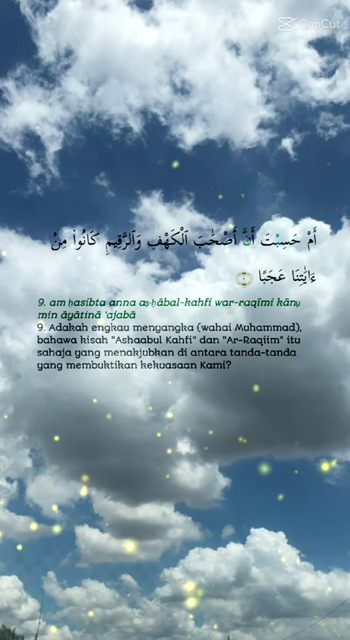 CapCut
أَمْ حَسِبْتَ أَنَّ أَصْحَٰبَ ٱلْكَهْفِ وَٱلرَّقِيمِ كَانُوا۟ مِنْ
ءَايَٰتِنَا عَجَبًا ۝٩
9. am ḥasibta anna aṣ-ḥābal-kahfi war-raqīmi kānụ
min āyātinā 'ajabā
9. Adakah engkau menyangka (wahai Muhammad),
bahawa kisah "Ashaabul Kahfi" dan "Ar-Raqiim" itu
sahaja yang menakjubkan di antara tanda-tanda
yang membuktikan kekuasaan Kami?